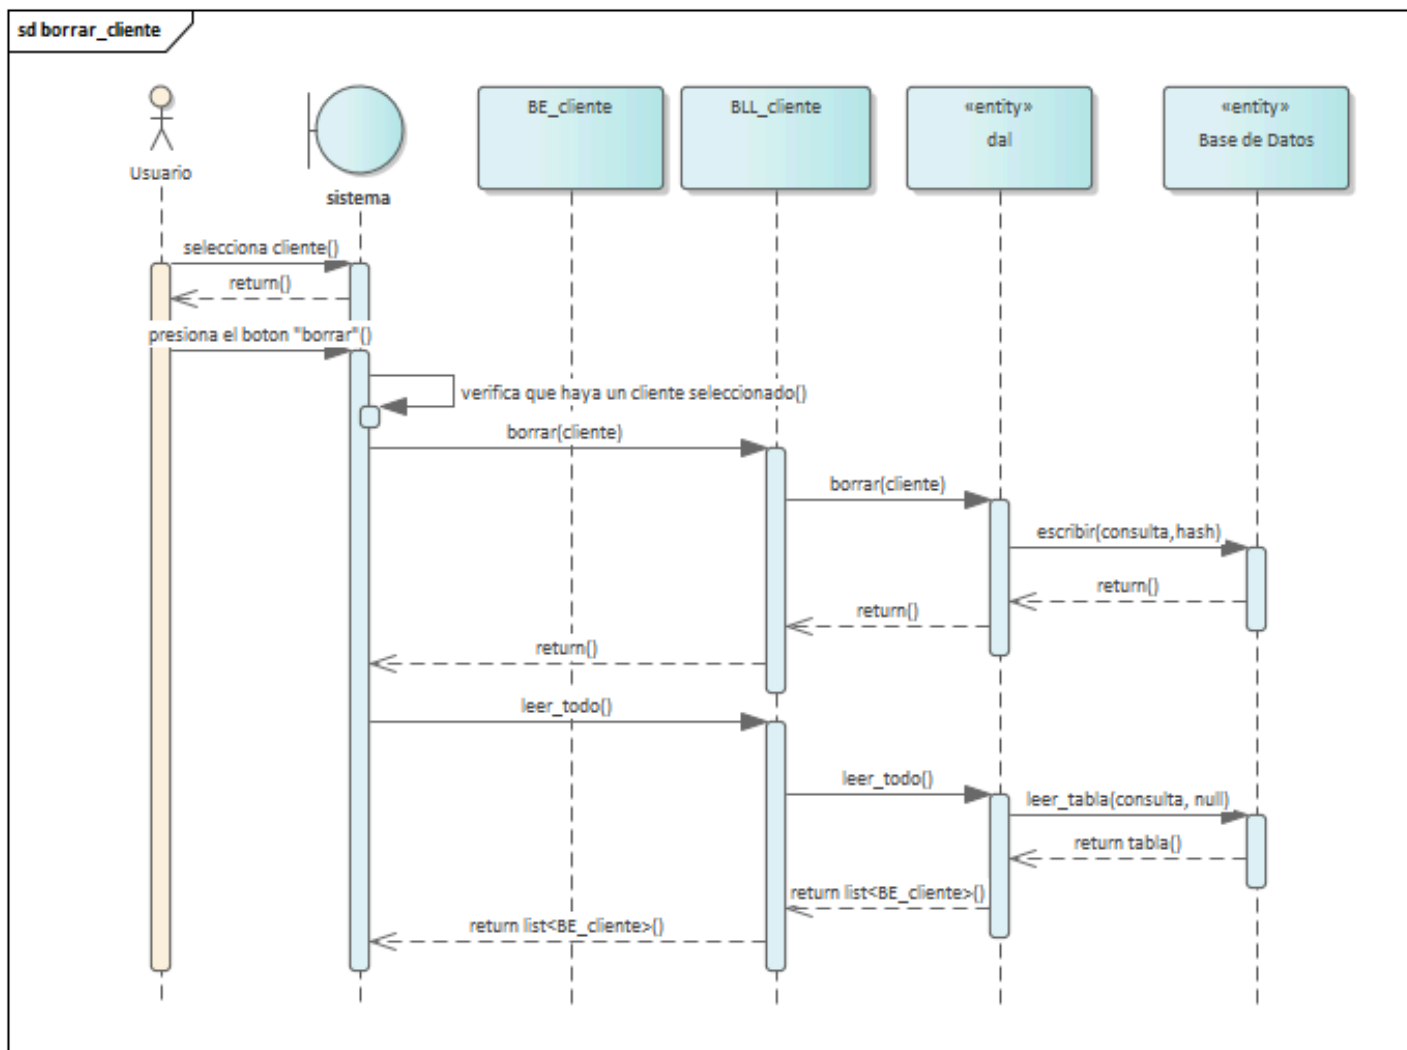 sd borrar_cliente
Usuario
sistema
BE_cliente
BLL_cliente
«entity»
dal
«entity»
Base de Datos
selecciona cliente()
return()
presiona el boton "borrar"()
verifica que haya un cliente seleccionado()
borrar(cliente)
borrar(cliente)
escribir(consulta,hash)
return()
return()
return()
leer_todo()
leer_todo()
leer_tabla(consulta, null)
return tabla()
return list<BE_cliente>()
return list<BE_cliente>()